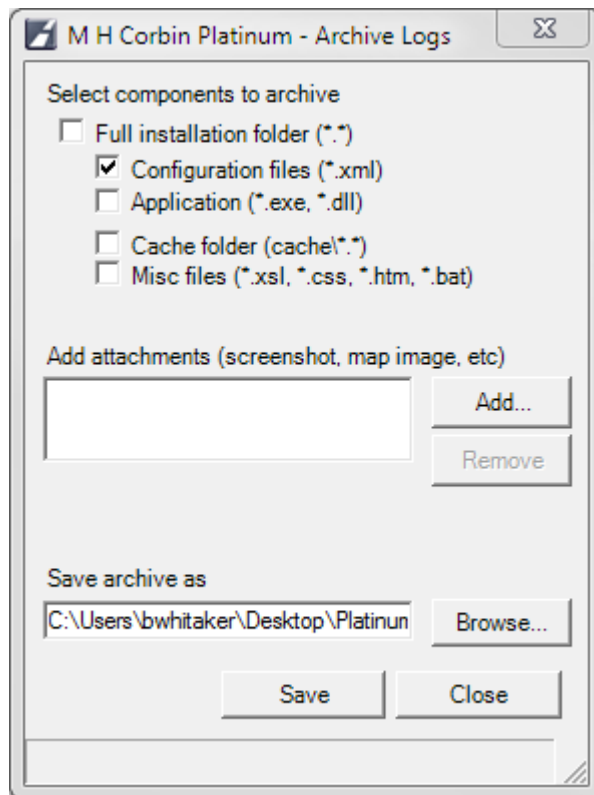 M H Corbin Platinum - Archive Logs
Select components to archive
Full installation folder (*.*)
Configuration files (*.xml)
Application (*.exe, *.dll)
Cache folder (cache\*.*)
Misc files (*.xsl, *.css, *.htm, *.bat)
Add attachments (screenshot, map image, etc)
Add...
Remove
Save archive as
C:\Users\bwhitaker\Desktop\Platinum
Browse...
Save Close